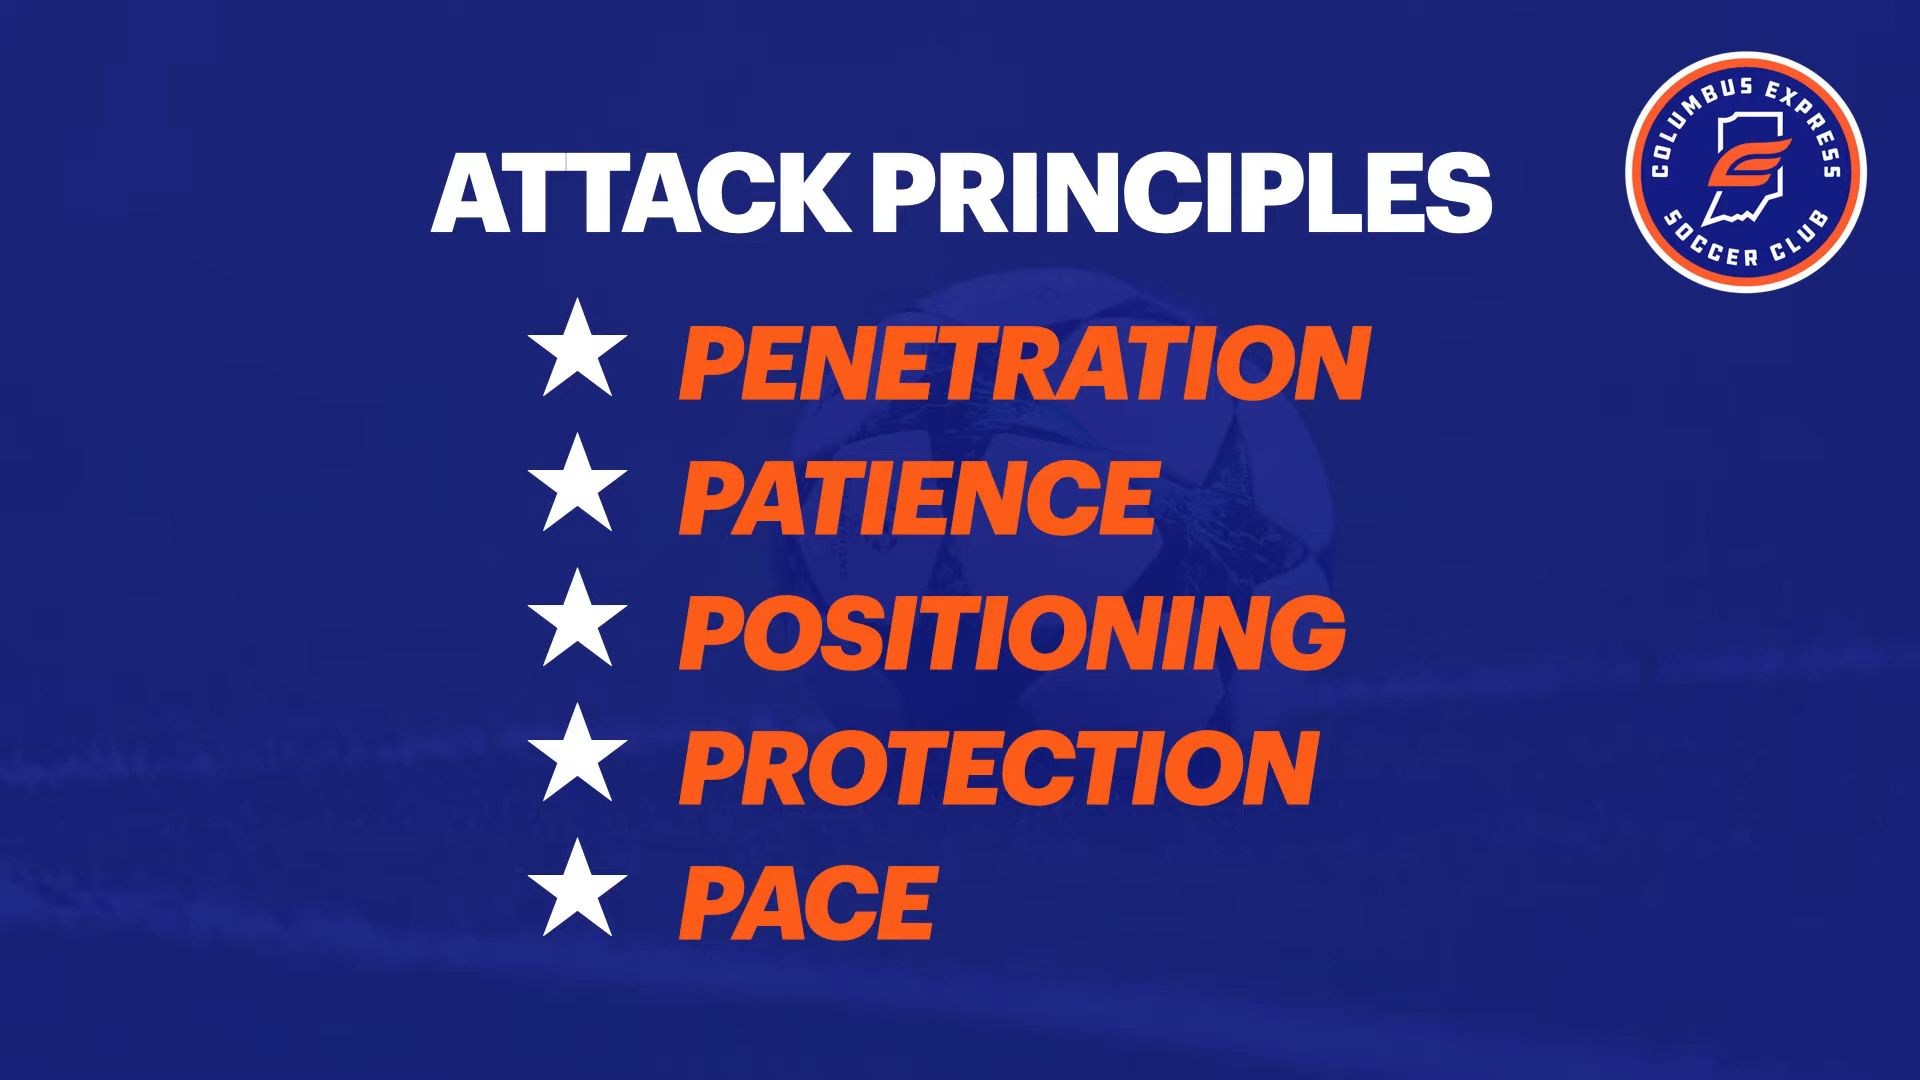 COLUMBUS EXPRESS
SOCCER CLUB
ATTACK PRINCIPLES
PENETRATION
PATIENCE
POSITIONING
PROTECTION
PACE